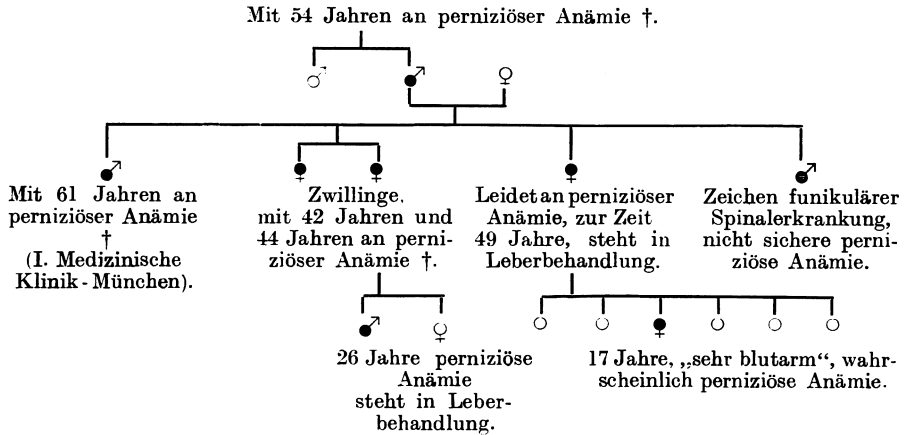 Mit 54 Jahren an perniziöser Anämie †.
Mit 61 Jahren an
perniziöser Anämie
†
(I. Medizinische
Klinik-München).
Zwillinge,
mit 42 Jahren und
44 Jahren an perni-
ziöser Anämie †.
Leidet an perniziöser
Anämie, zur Zeit
49 Jahre, steht in
Leberbehandlung.
Zeichen funikulärer
Spinalerkrankung,
nicht sichere perni-
ziöse Anämie.
26 Jahre perniziöse
Anämie
steht in Leber-
behandlung.
17 Jahre, „sehr blutarm“, wahr-
scheinlich perniziöse Anämie.